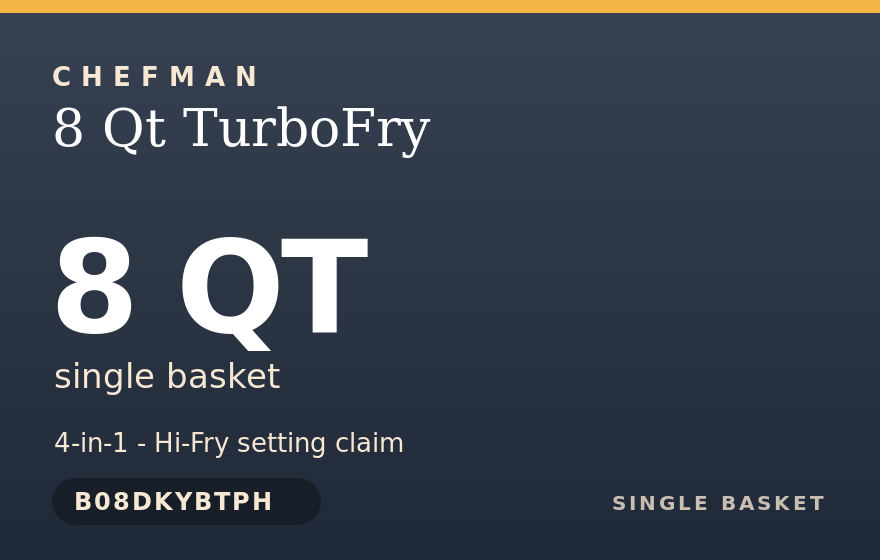 CHEFMAN
8 Qt TurboFry
8 QT
single basket
4-in-1 - Hi-Fry setting claim
B08DKYBTPH
SINGLE BASKET